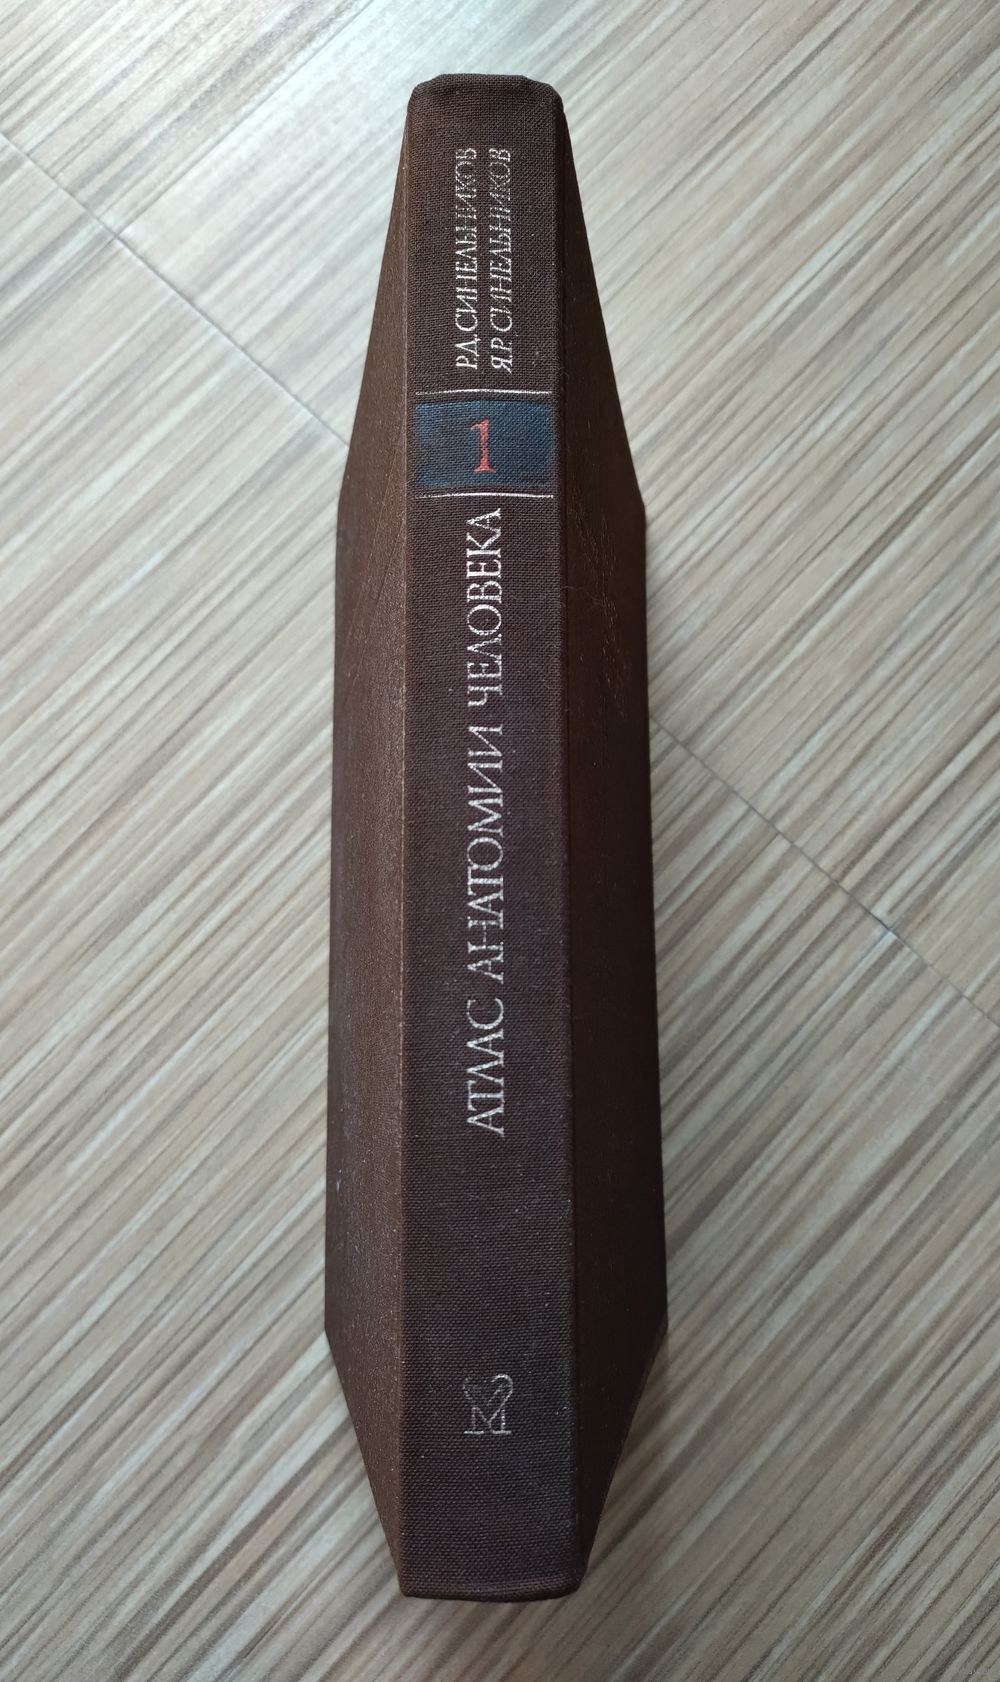 Р.Д.СИНЕЛЬНИКОВ
Я.Р.СИНЕЛЬНИКОВ
1
АТЛАС АНАТОМИИ ЧЕЛОВЕКА